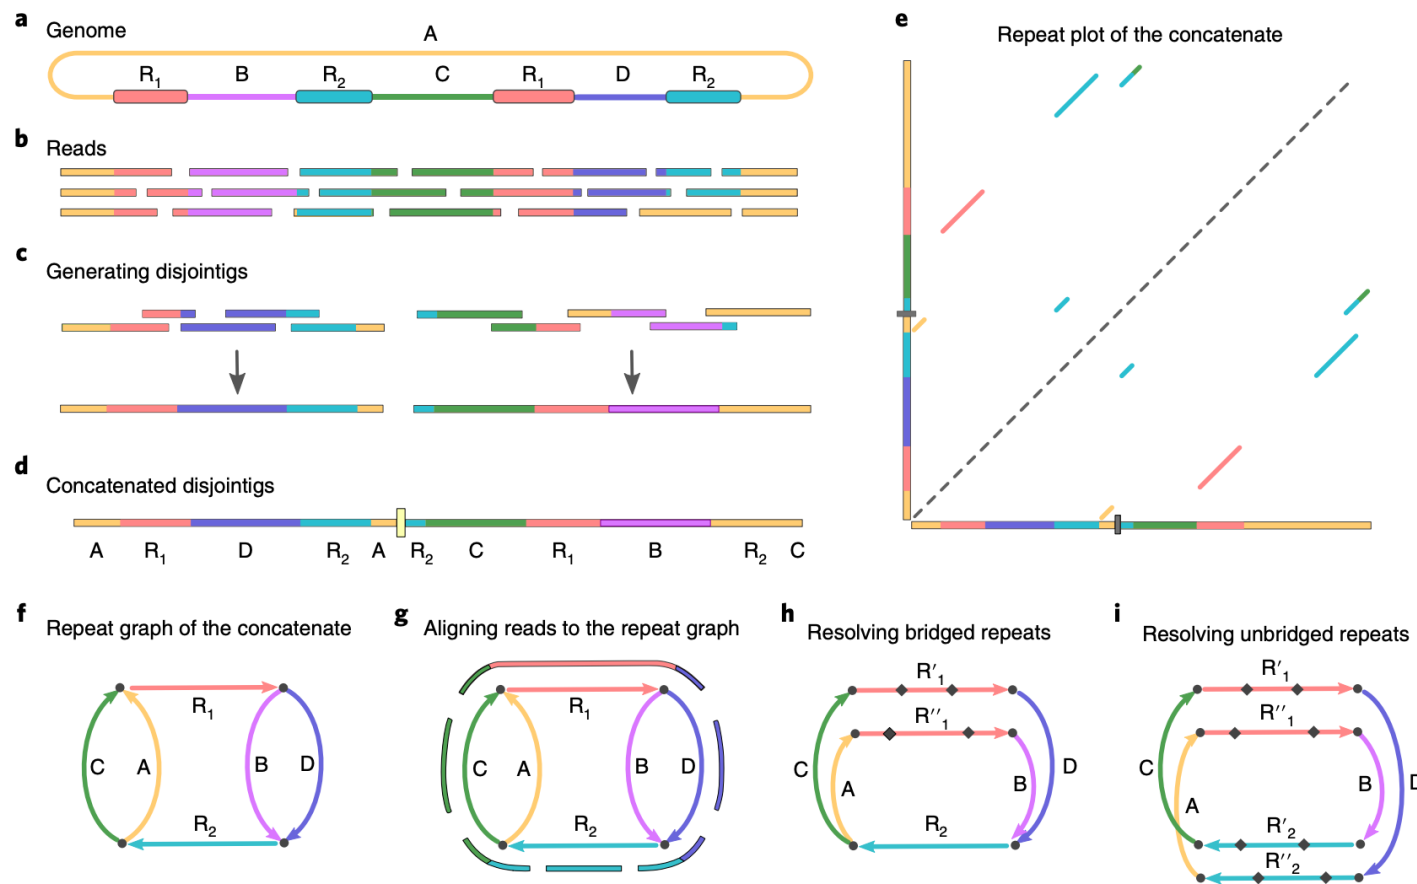 a
Genome
A
R1 B R2 C R1 D R2
b
Reads
c
Generating disjointigs
d
Concatenated disjointigs
A R1 D R2 A R2 C R1 B R2 C
e
Repeat plot of the concatenate
f
Repeat graph of the concatenate
R1
C A B D
R2
g
Aligning reads to the repeat graph
R1
C A B D
R2
h
Resolving bridged repeats
R′1
R″1
C A B D
R2
i
Resolving unbridged repeats
R′1
R″1
C A B D
R′2
R″2